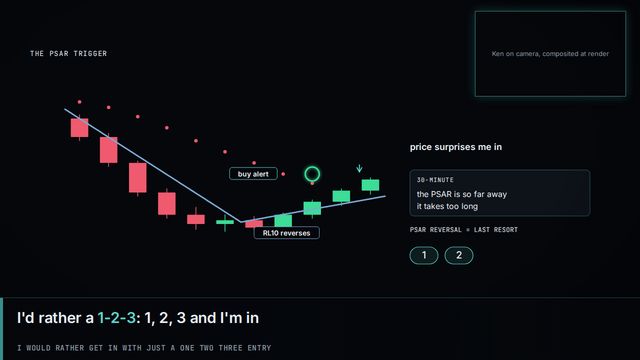 THE PSAR TRIGGER
Ken on camera, composited at render
price surprises me in
buy alert
30-MINUTE
the PSAR is so far away
it takes too long
RL10 reverses
PSAR REVERSAL = LAST RESORT
1 2
I'd rather a 1-2-3: 1, 2, 3 and I'm in
I WOULD RATHER GET IN WITH JUST A ONE TWO THREE ENTRY